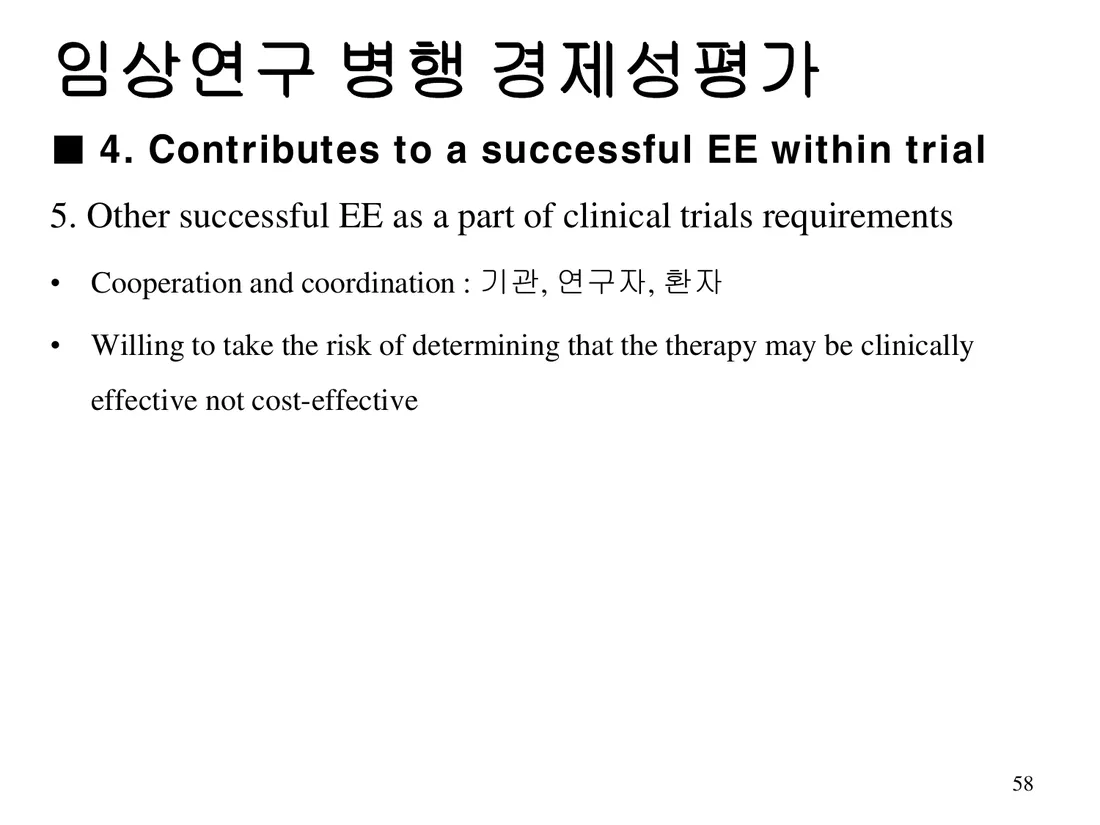 임상연구 병행 경제성평가
■ 4. Contributes to a successful EE within trial
5. Other successful EE as a part of clinical trials requirements
• Cooperation and coordination : 기관, 연구자, 환자
• Willing to take the risk of determining that the therapy may be clinically
effective not cost-effective
58